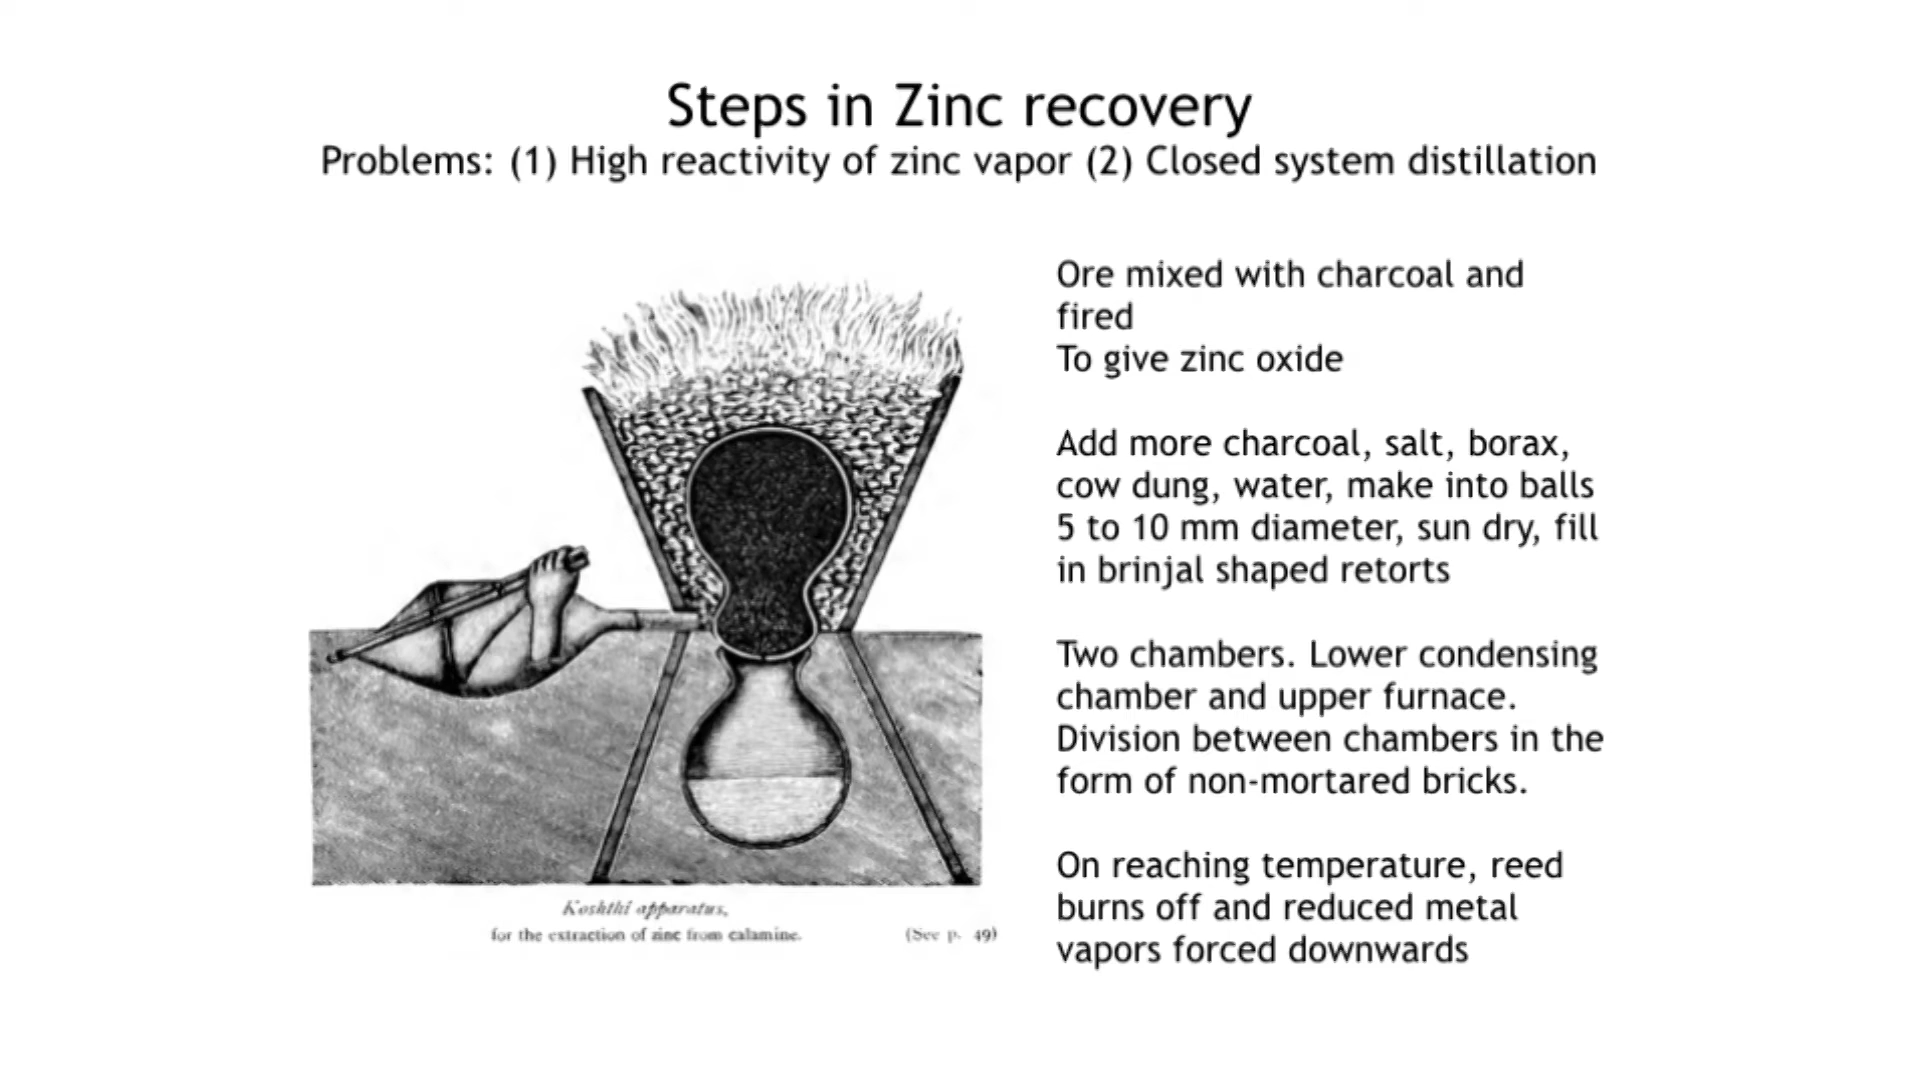 Steps in Zinc recovery
Problems: (1) High reactivity of zinc vapor (2) Closed system distillation
Ore mixed with charcoal and
fired
To give zinc oxide
Add more charcoal, salt, borax,
cow dung, water, make into balls
5 to 10 mm diameter, sun dry, fill
in brinjal shaped retorts
Two chambers. Lower condensing
chamber and upper furnace.
Division between chambers in the
form of non-mortared bricks.
On reaching temperature, reed
burns off and reduced metal
vapors forced downwards
Koshthi apparatus,
for the extraction of zinc from calamine.
(See p. 49)